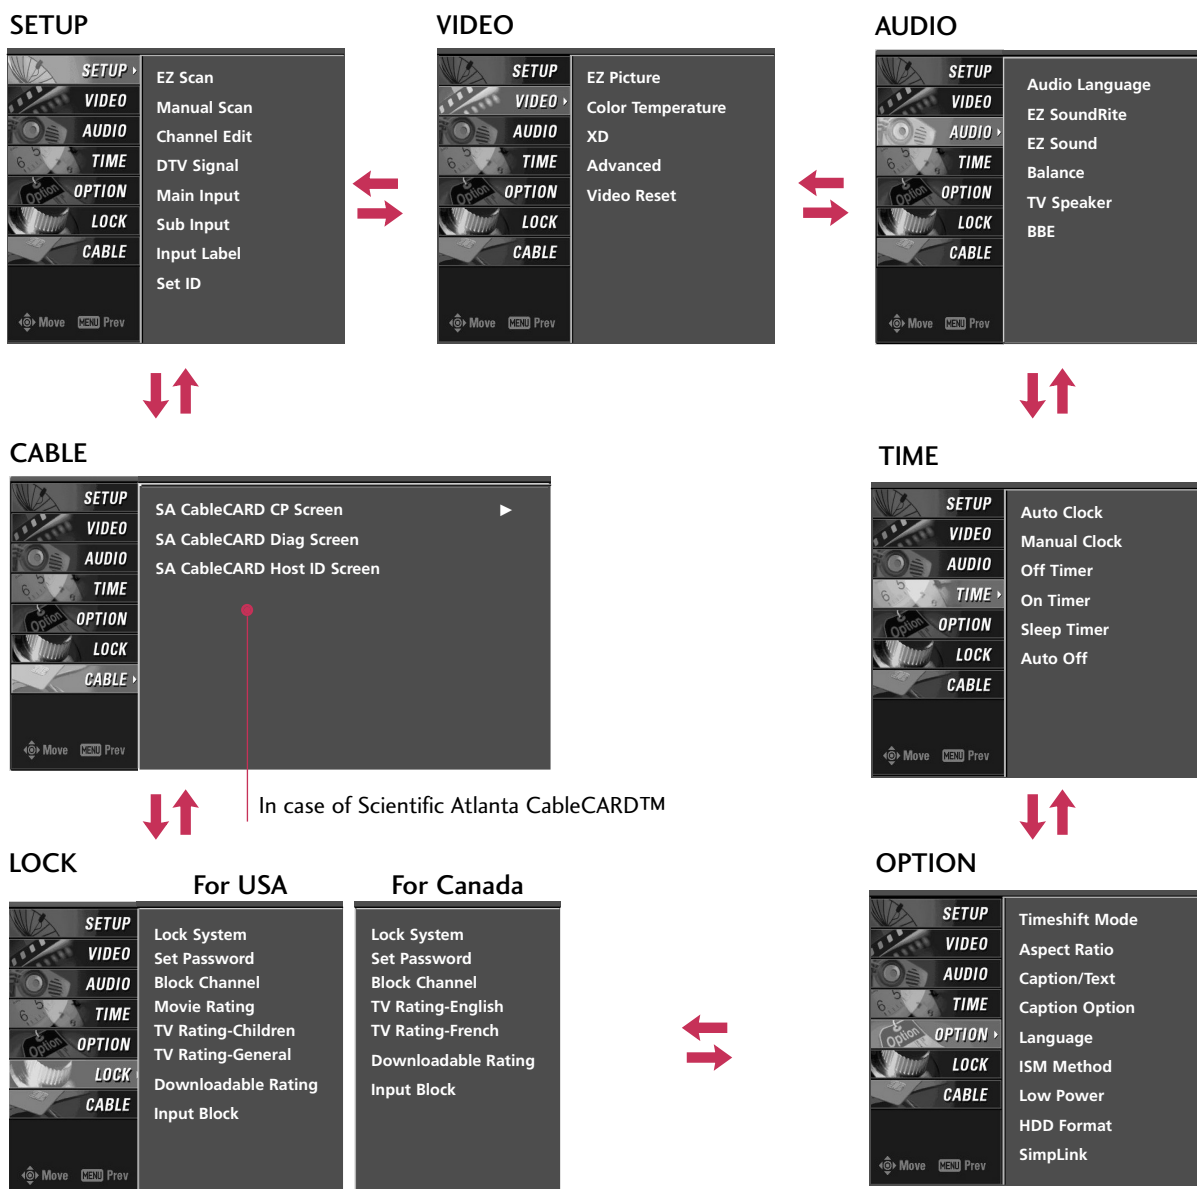 SETUP
SETUP
VIDEO
AUDIO
TIME
OPTION
LOCK
CABLE
Option
Move MENU Prev
EZ Scan
Manual Scan
Channel Edit
DTV Signal
Main Input
Sub Input
Input Label
Set ID
VIDEO
SETUP
VIDEO
AUDIO
TIME
OPTION
LOCK
CABLE
Option
Move MENU Prev
EZ Picture
Color Temperature
XD
Advanced
Video Reset
AUDIO
SETUP
VIDEO
AUDIO
TIME
OPTION
LOCK
CABLE
Option
Move MENU Prev
Audio Language
EZ SoundRite
EZ Sound
Balance
TV Speaker
BBE
CABLE
SETUP
VIDEO
AUDIO
TIME
OPTION
LOCK
CABLE
Option
Move MENU Prev
SA CableCARD CP Screen ►
SA CableCARD Diag Screen
SA CableCARD Host ID Screen
In case of Scientific Atlanta CableCARD™
TIME
SETUP
VIDEO
AUDIO
TIME
OPTION
LOCK
CABLE
Option
Move MENU Prev
Auto Clock
Manual Clock
Off Timer
On Timer
Sleep Timer
Auto Off
LOCK
SETUP
VIDEO
AUDIO
TIME
OPTION
LOCK
CABLE
Option
Move MENU Prev
For USA
Lock System
Set Password
Block Channel
Movie Rating
TV Rating-Children
TV Rating-General
Downloadable Rating
Input Block
For Canada
Lock System
Set Password
Block Channel
TV Rating-English
TV Rating-French
Downloadable Rating
Input Block
OPTION
SETUP
VIDEO
AUDIO
TIME
OPTION
LOCK
CABLE
Option
Move MENU Prev
Timeshift Mode
Aspect Ratio
Caption/Text
Caption Option
Language
ISM Method
Low Power
HDD Format
SimpLink